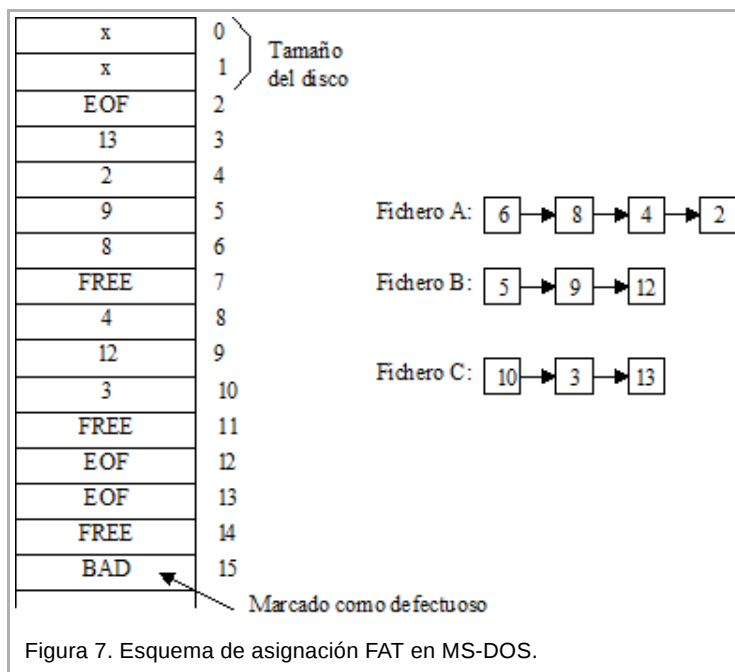 x 0
x 1
Tamaño
del disco
EOF 2
13 3
2 4
9 5
8 6
FREE 7
4 8
12 9
3 10
FREE 11
EOF 12
EOF 13
FREE 14
BAD 15
Fichero A: 6 8 4 2
Fichero B: 5 9 12
Fichero C: 10 3 13
Marcado como defectuoso
Figura 7. Esquema de asignación FAT en MS-DOS.